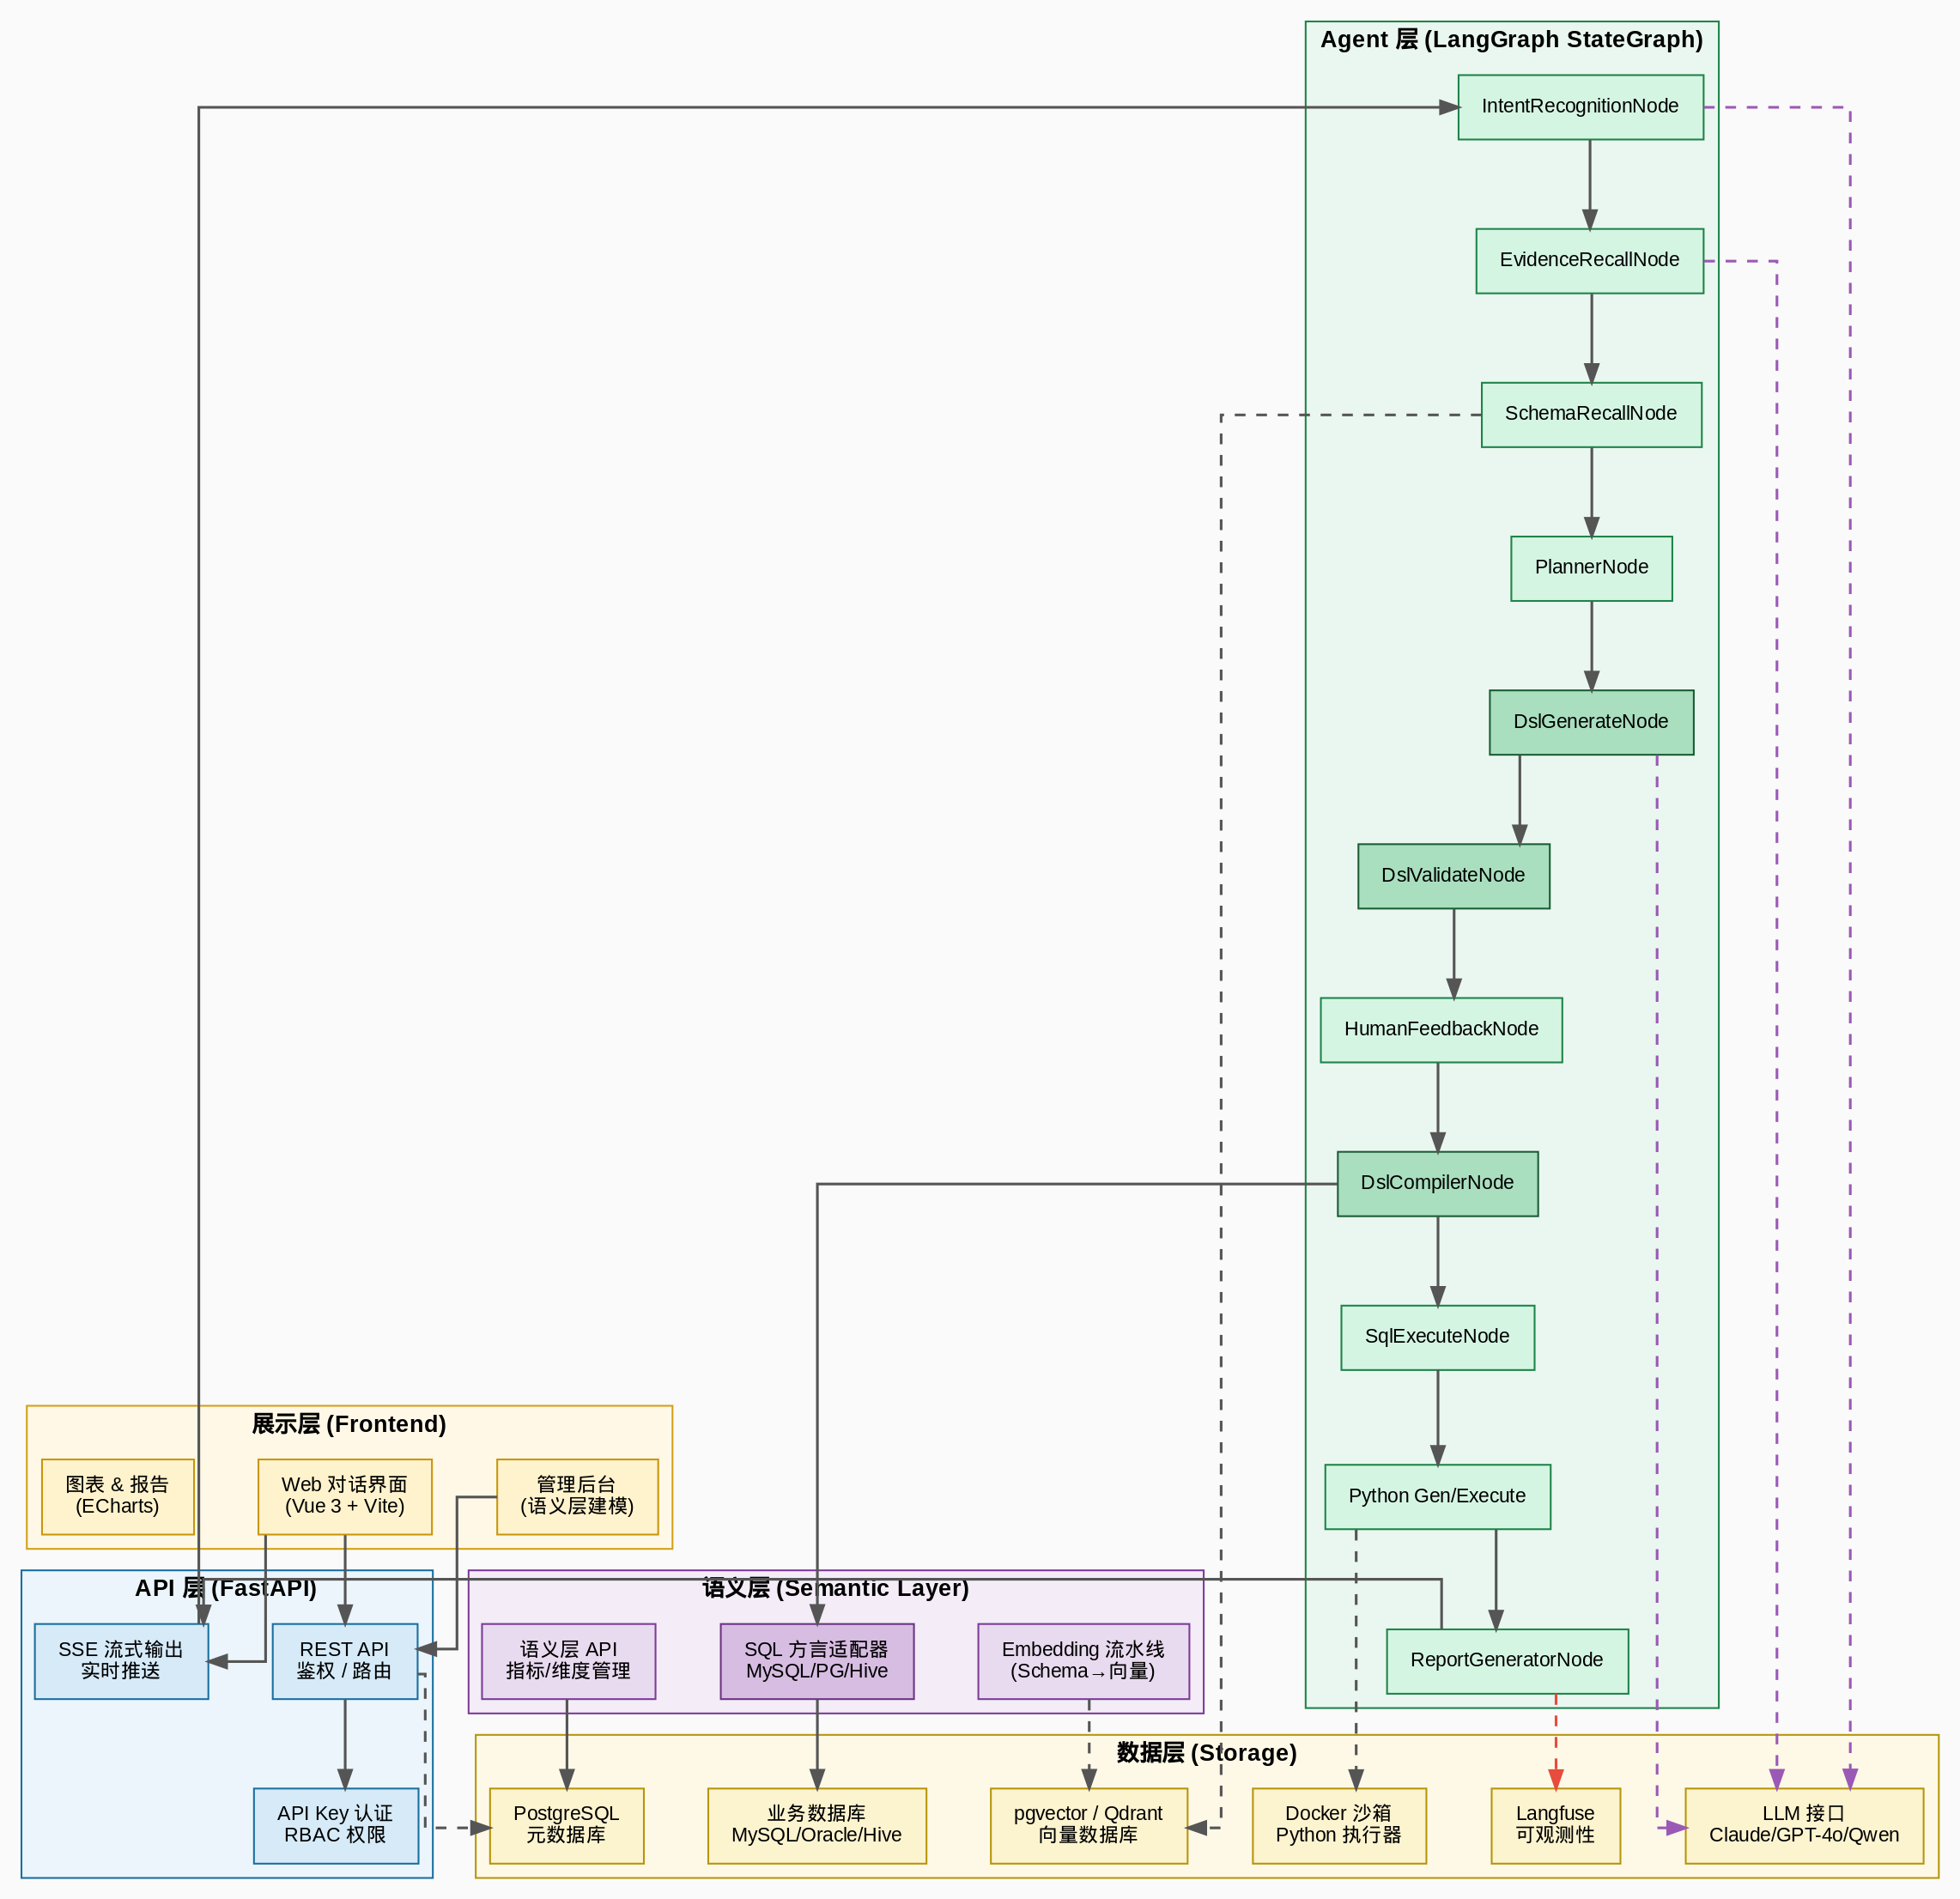 Agent 层 (LangGraph StateGraph)
IntentRecognitionNode
EvidenceRecallNode
SchemaRecallNode
PlannerNode
DslGenerateNode
DslValidateNode
HumanFeedbackNode
DslCompilerNode
SqlExecuteNode
Python Gen/Execute
ReportGeneratorNode
展示层 (Frontend)
图表 & 报告
(ECharts)
Web 对话界面
(Vue 3 + Vite)
管理后台
(语义层建模)
API 层 (FastAPI)
SSE 流式输出
实时推送
REST API
鉴权 / 路由
API Key 认证
RBAC 权限
语义层 (Semantic Layer)
语义层 API
指标/维度管理
SQL 方言适配器
MySQL/PG/Hive
Embedding 流水线
(Schema→向量)
数据层 (Storage)
PostgreSQL
元数据库
业务数据库
MySQL/Oracle/Hive
pgvector / Qdrant
向量数据库
Docker 沙箱
Python 执行器
Langfuse
可观测性
LLM 接口
Claude/GPT-4o/Qwen